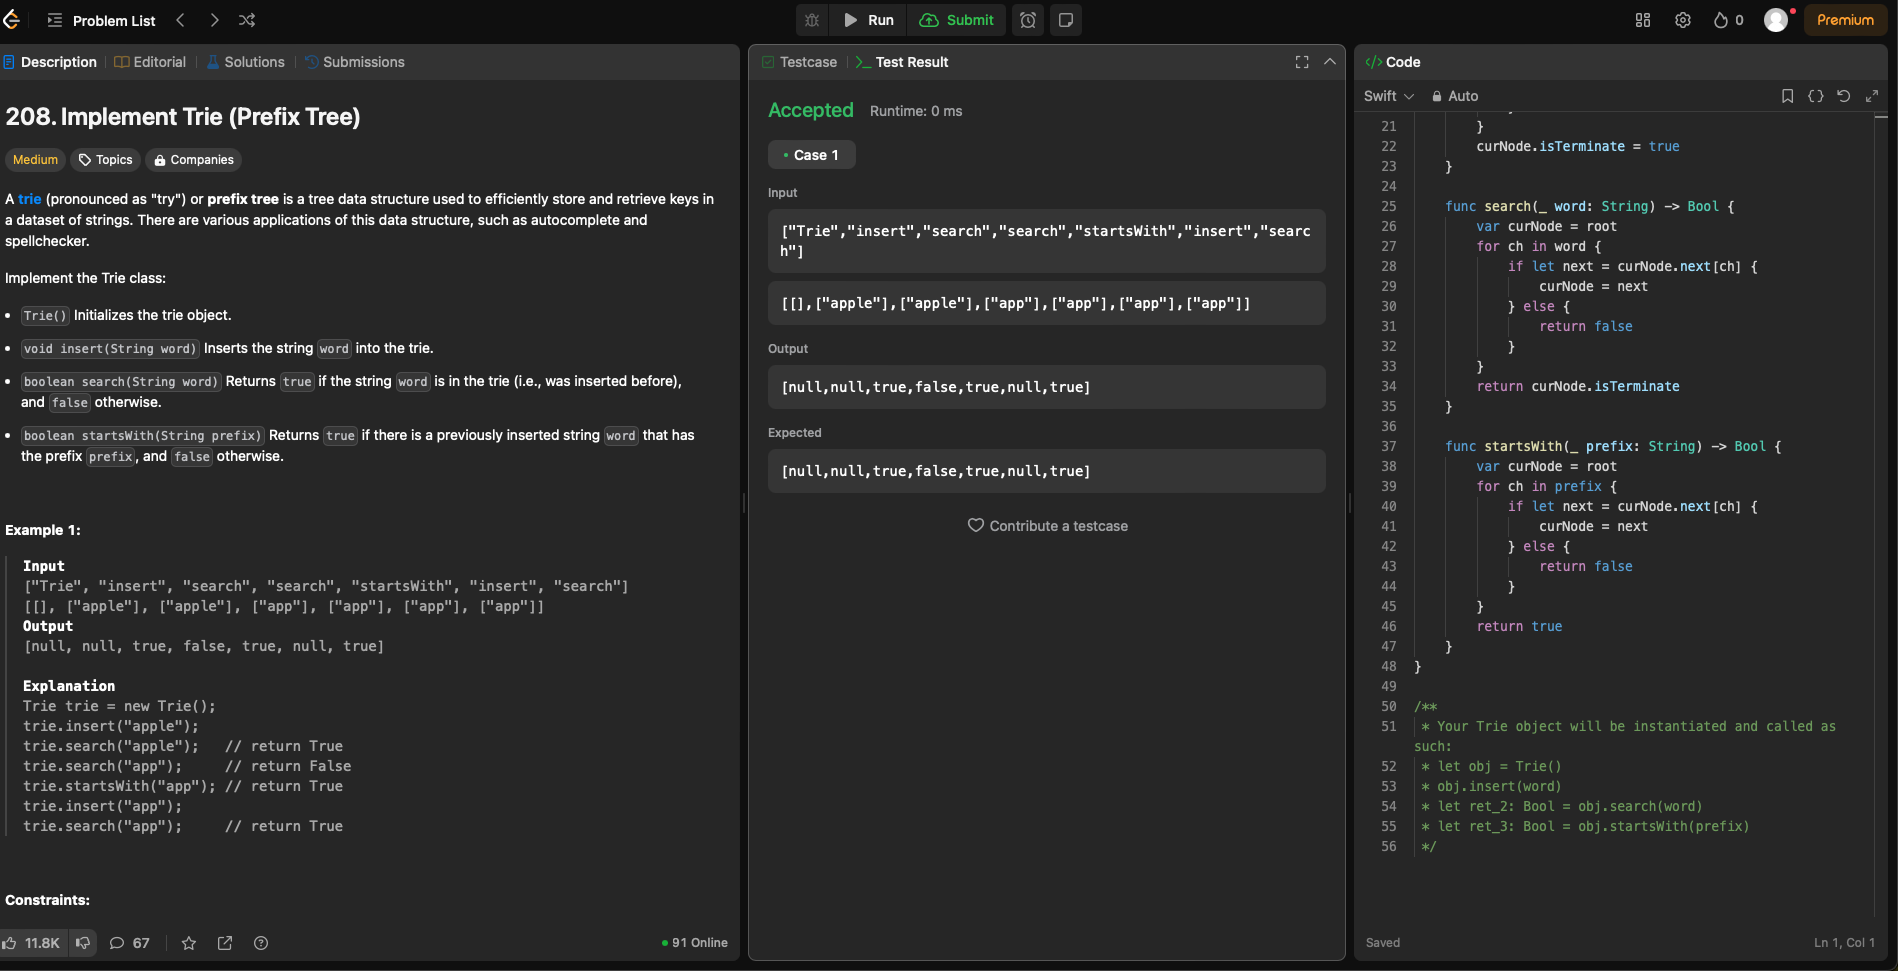 Problem List
Run
Submit
0
Premium
Description
Editorial
Solutions
Submissions
208. Implement Trie (Prefix Tree)
Medium
Topics
Companies
A trie (pronounced as "try") or prefix tree is a tree data structure used to efficiently store and retrieve keys in
a dataset of strings. There are various applications of this data structure, such as autocomplete and
spellchecker.
Implement the Trie class:
• Trie() Initializes the trie object.
• void insert(String word) Inserts the string word into the trie.
• boolean search(String word) Returns true if the string word is in the trie (i.e., was inserted before),
and false otherwise.
• boolean startsWith(String prefix) Returns true if there is a previously inserted string word that has
the prefix prefix, and false otherwise.
Example 1:
Input
["Trie", "insert", "search", "search", "startsWith", "insert", "search"]
[[], ["apple"], ["apple"], ["app"], ["app"], ["app"], ["app"]]
Output
[null, null, true, false, true, null, true]
Explanation
Trie trie = new Trie();
trie.insert("apple");
trie.search("apple");   // return True
trie.search("app");     // return False
trie.startsWith("app"); // return True
trie.insert("app");
trie.search("app");     // return True
Constraints:
11.8K
67
91 Online
Testcase
Test Result
Accepted
Runtime: 0 ms
• Case 1
Input
["Trie","insert","search","search","startsWith","insert","searc
h"]
[[],["apple"],["apple"],["app"],["app"],["app"],["app"]]
Output
[null,null,true,false,true,null,true]
Expected
[null,null,true,false,true,null,true]
Contribute a testcase
</> Code
Swift
Auto
21         }
22         curNode.isTerminate = true
23     }
24
25     func search(_ word: String) -> Bool {
26         var curNode = root
27         for ch in word {
28             if let next = curNode.next[ch] {
29                 curNode = next
30             } else {
31                 return false
32             }
33         }
34         return curNode.isTerminate
35     }
36
37     func startsWith(_ prefix: String) -> Bool {
38         var curNode = root
39         for ch in prefix {
40             if let next = curNode.next[ch] {
41                 curNode = next
42             } else {
43                 return false
44             }
45         }
46         return true
47     }
48 }
49
50 /**
51  * Your Trie object will be instantiated and called as
such:
52  * let obj = Trie()
53  * obj.insert(word)
54  * let ret_2: Bool = obj.search(word)
55  * let ret_3: Bool = obj.startsWith(prefix)
56  */
Saved
Ln 1, Col 1